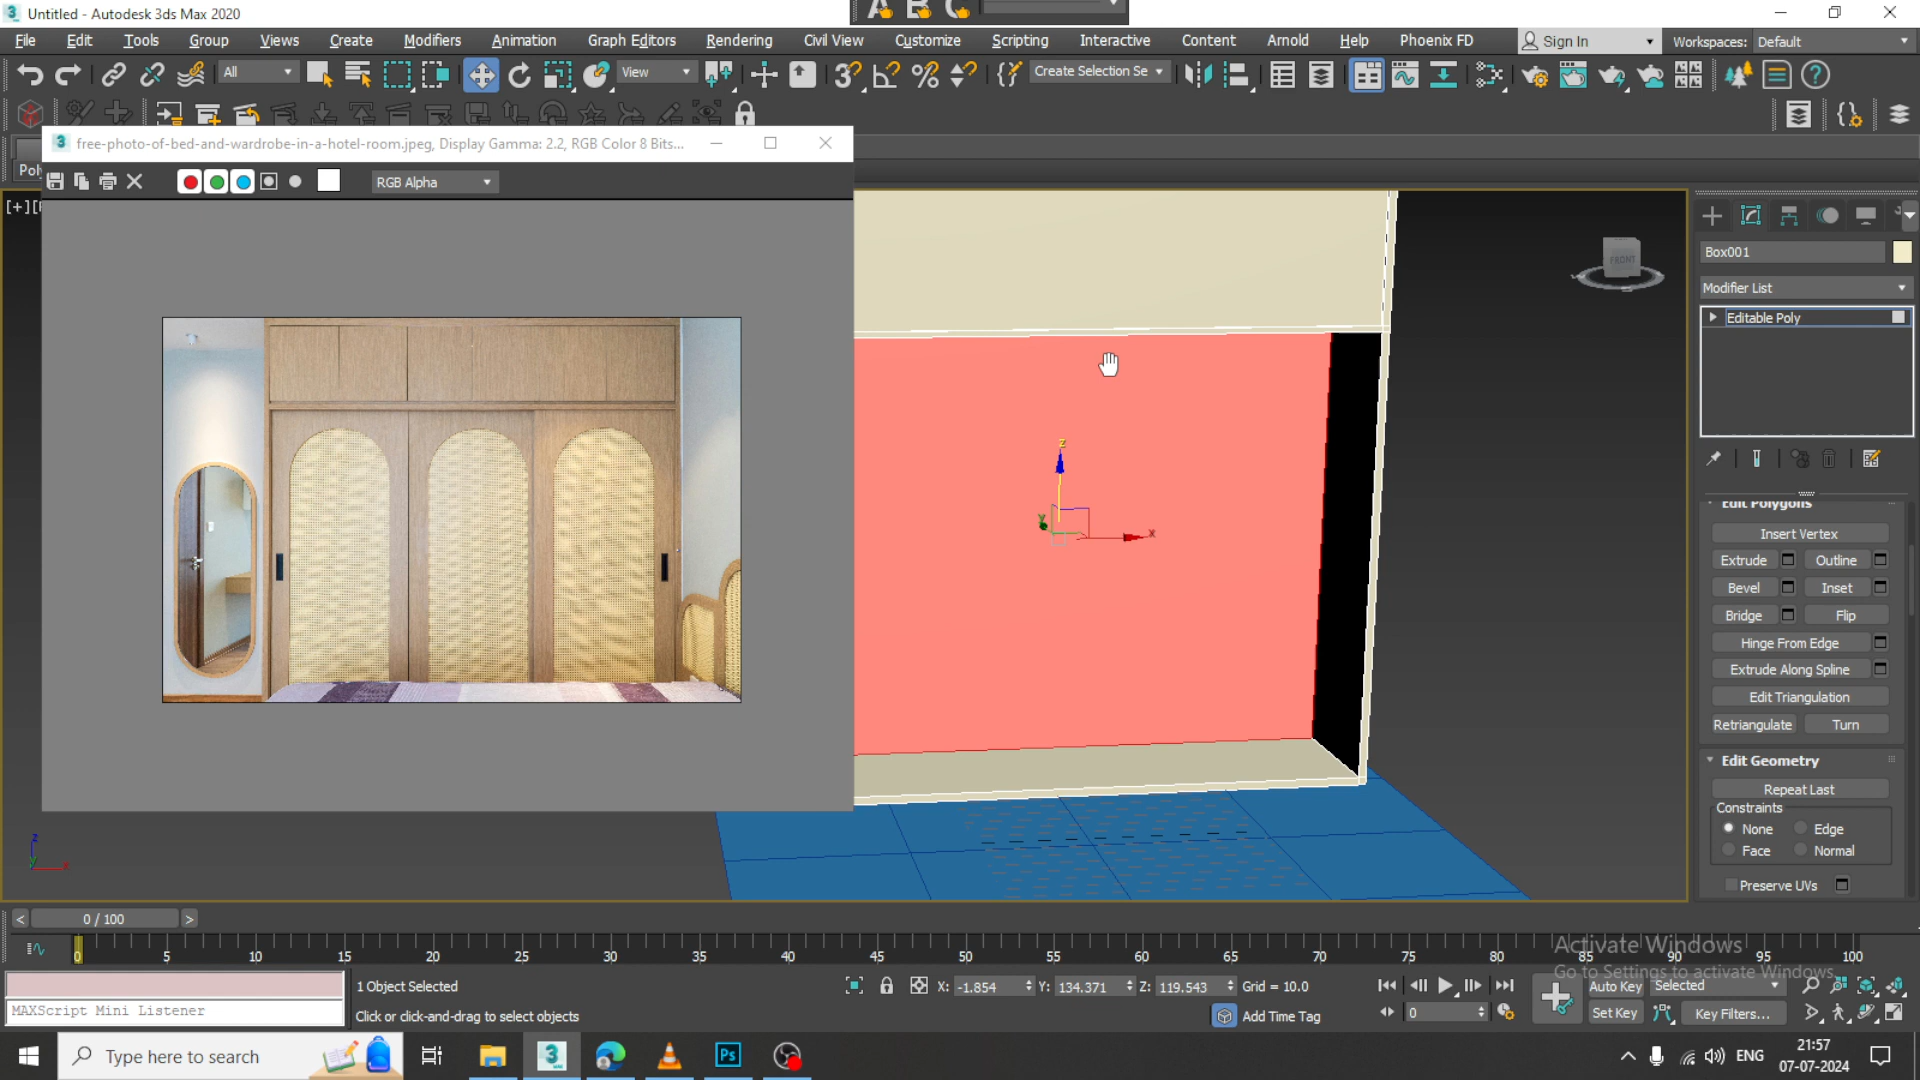 Untitled - Autodesk 3ds Max 2020
File Edit Tools Group Views Create Modifiers Animation Graph Editors Rendering Civil View Customize Scripting Interactive Content Arnold Help Phoenix FD
Sign In
Workspaces: Default
All
View
Create Selection Se
free-photo-of-bed-and-wardrobe-in-a-hotel-room.jpeg, Display Gamma: 2.2, RGB Color 8 Bits...
RGB Alpha
[+][
FRONT
Box001
Modifier List
Editable Poly
Edit Polygons
Insert Vertex
Extrude Outline
Bevel Inset
Bridge Flip
Hinge From Edge
Extrude Along Spline
Edit Triangulation
Retriangulate Turn
Edit Geometry
Repeat Last
Constraints
None Edge
Face Normal
Preserve UVs
z
y
x
z
y
x
< 0 / 100 >
0 5 10 15 20 25 30 35 40 45 50 55 60 65 70 75 80 85 90 95 100
Activate Windows
Go to Settings to activate Windows.
1 Object Selected
X: -1.854 Y: 134.371 Z: 119.543 Grid = 10.0
Auto Key Selected
MAXScript Mini Listener
Click or click-and-drag to select objects
Add Time Tag
0
Set Key Key Filters...
Type here to search
3
Ps
ENG
21:57
07-07-2024